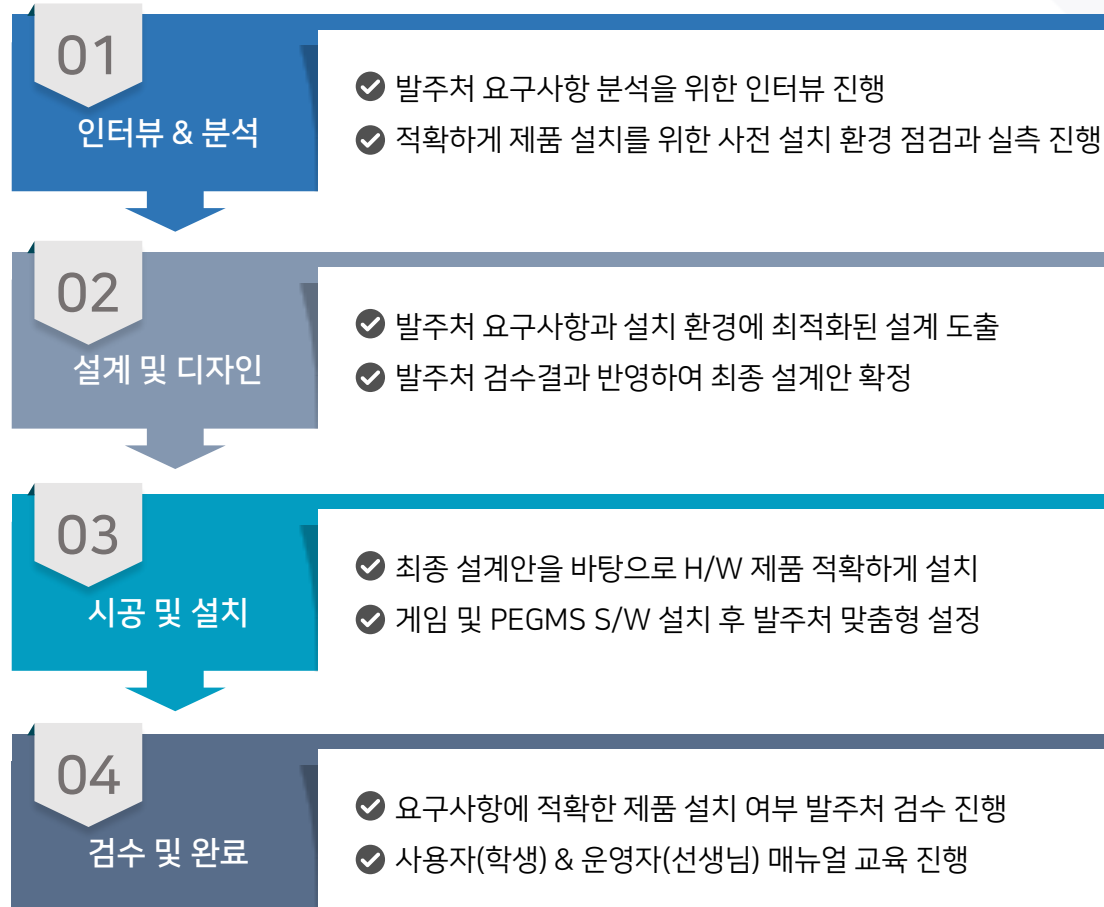 01
인터뷰 & 분석
발주처 요구사항 분석을 위한 인터뷰 진행
적확하게 제품 설치를 위한 사전 설치 환경 점검과 실측 진행
02
설계 및 디자인
발주처 요구사항과 설치 환경에 최적화된 설계 도출
발주처 검수결과 반영하여 최종 설계안 확정
03
시공 및 설치
최종 설계안을 바탕으로 H/W 제품 적확하게 설치
게임 및 PEGMS S/W 설치 후 발주처 맞춤형 설정
04
검수 및 완료
요구사항에 적확한 제품 설치 여부 발주처 검수 진행
사용자(학생) & 운영자(선생님) 매뉴얼 교육 진행